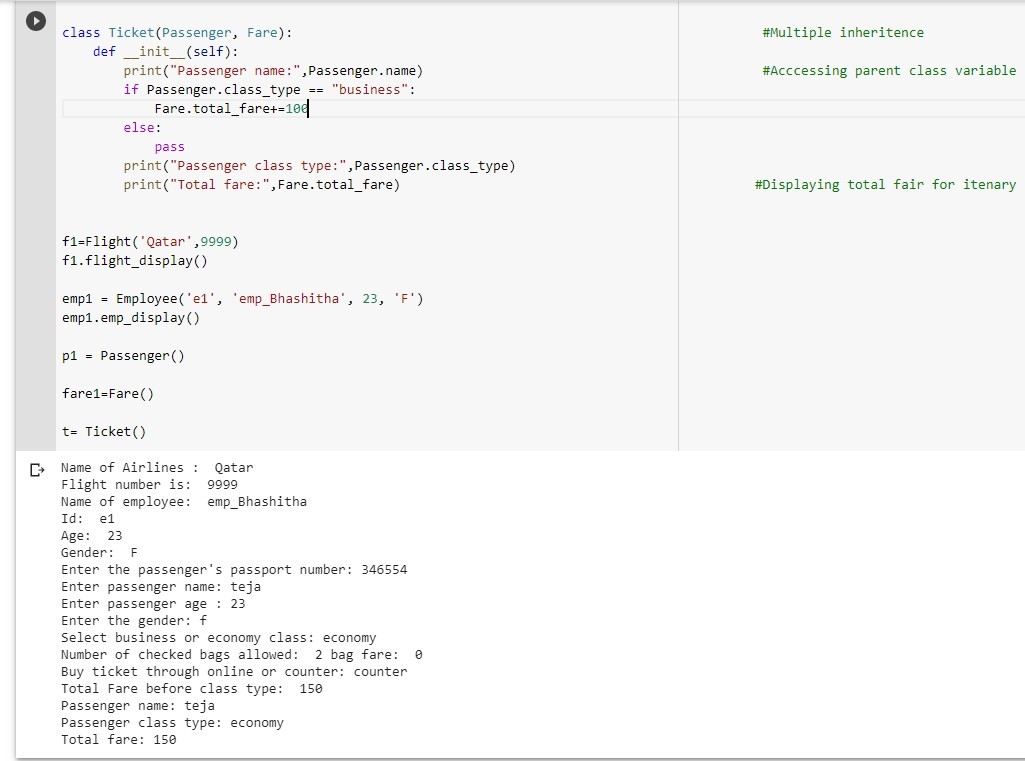 class Ticket(Passenger, Fare): #Multiple inheritence
def __init__(self):
print("Passenger name:",Passenger.name) #Acccessing parent class variable
if Passenger.class_type == "business":
Fare.total_fare+=100
else:
pass
print("Passenger class type:",Passenger.class_type)
print("Total fare:",Fare.total_fare) #Displaying total fair for itenary
f1=Flight('Qatar',9999)
f1.flight_display()
emp1 = Employee('e1', 'emp_Bhashitha', 23, 'F')
emp1.emp_display()
p1 = Passenger()
fare1=Fare()
t= Ticket()
Name of Airlines :  Qatar
Flight number is:  9999
Name of employee:  emp_Bhashitha
Id:  e1
Age:  23
Gender:  F
Enter the passenger's passport number: 346554
Enter passenger name: teja
Enter passenger age : 23
Enter the gender: f
Select business or economy class: economy
Number of checked bags allowed:  2 bag fare:  0
Buy ticket through online or counter: counter
Total Fare before class type:  150
Passenger name: teja
Passenger class type: economy
Total fare: 150